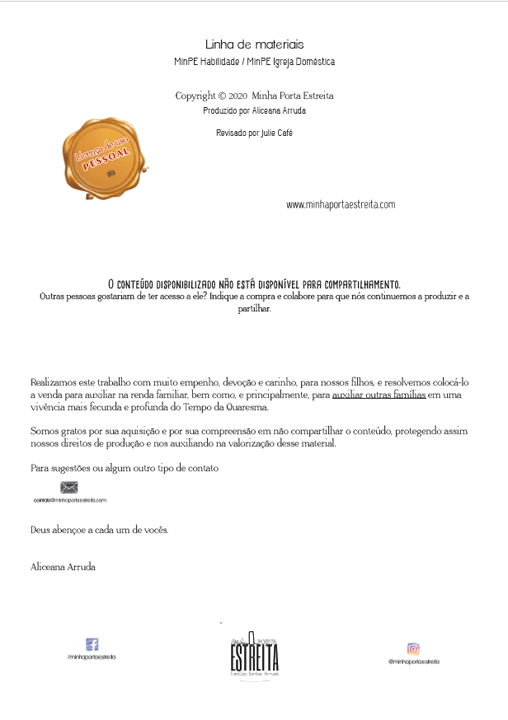 Linha de materiais
MinPE Habilidade / MinPE Igreja Doméstica
Copyright © 2020 Minha Porta Estreita
Produzido por Aliceana Arruda
Revisado por Julie Café
Licença de uso
PESSOAL
www.minhaportaestreita.com
O CONTEÚDO DISPONIBILIZADO NÃO ESTÁ DISPONÍVEL PARA COMPARTILHAMENTO.
Outras pessoas gostariam de ter acesso a ele? Indique a compra e colabore para que nós continuemos a produzir e a
partilhar.
Realizamos este trabalho com muito empenho, devoção e carinho, para nossos filhos, e resolvemos colocá-lo
a venda para auxiliar na renda familiar, bem como, e principalmente, para auxiliar outras famílias em uma
vivência mais fecunda e profunda do Tempo da Quaresma.
Somos gratos por sua aquisição e por sua compreensão em não compartilhar o conteúdo, protegendo assim
nossos direitos de produção e nos auxiliando na valorização desse material.
Para sugestões ou algum outro tipo de contato
contato@minhaportaestreita.com
Deus abençoe a cada um de vocês.
Aliceana Arruda
/minhaportaestreita
PORTA
ESTREITA
@minhaportaestreita